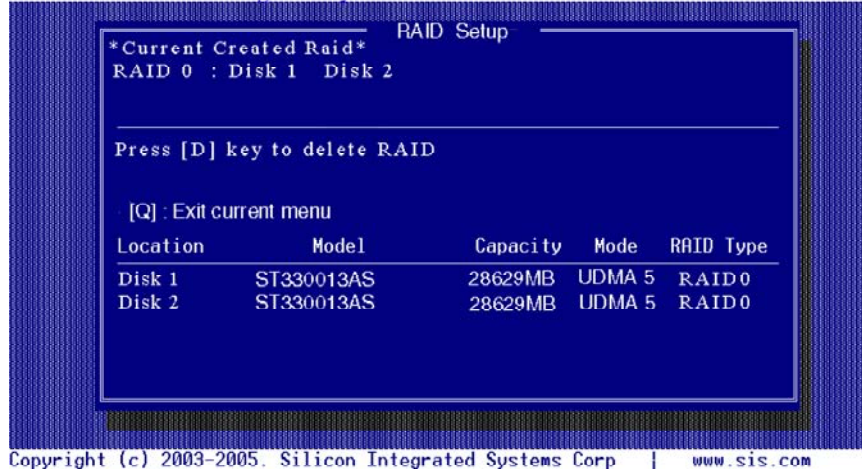 RAID Setup
*Current Created Raid*
RAID 0 : Disk 1 Disk 2
Press [D] key to delete RAID
[Q] : Exit current menu
Location Model Capacity Mode RAID Type
Disk 1 ST330013AS 28629MB UDMA 5 RAID0
Disk 2 ST330013AS 28629MB UDMA 5 RAID0
Copyright (c) 2003-2005. Silicon Integrated Systems Corp | www.sis.com